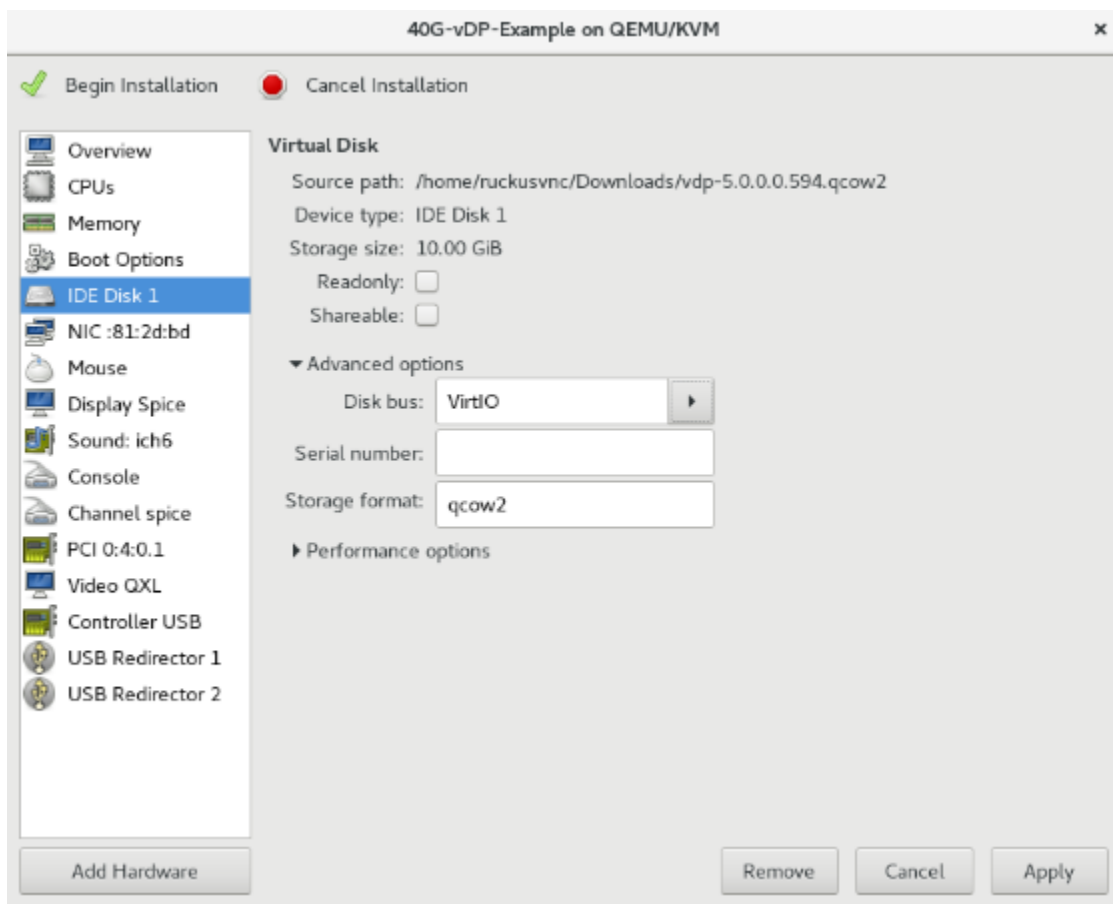 40G-vDP-Example on QEMU/KVM
Begin Installation
Cancel Installation
Overview
CPUs
Memory
Boot Options
IDE Disk 1
NIC :81:2d:bd
Mouse
Display Spice
Sound: ich6
Console
Channel spice
PCI 0:4:0.1
Video QXL
Controller USB
USB Redirector 1
USB Redirector 2
Add Hardware
Virtual Disk
Source path: /home/ruckusvnc/Downloads/vdp-5.0.0.0.594.qcow2
Device type: IDE Disk 1
Storage size: 10.00 GiB
Readonly:
Shareable:
Advanced options
Disk bus: VirtIO
Serial number:
Storage format: qcow2
Performance options
Remove
Cancel
Apply